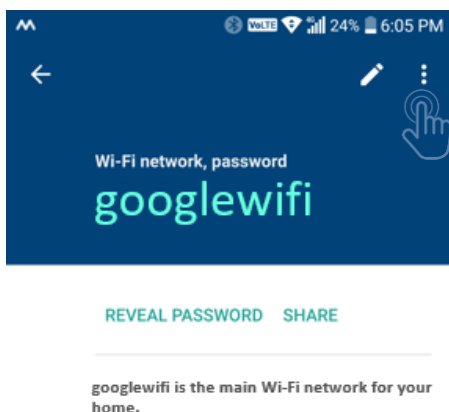 VoLTE 24% 6:05 PM
Wi-Fi network, password
googlewifi
REVEAL PASSWORD SHARE
googlewifi is the main Wi-Fi network for your
home.